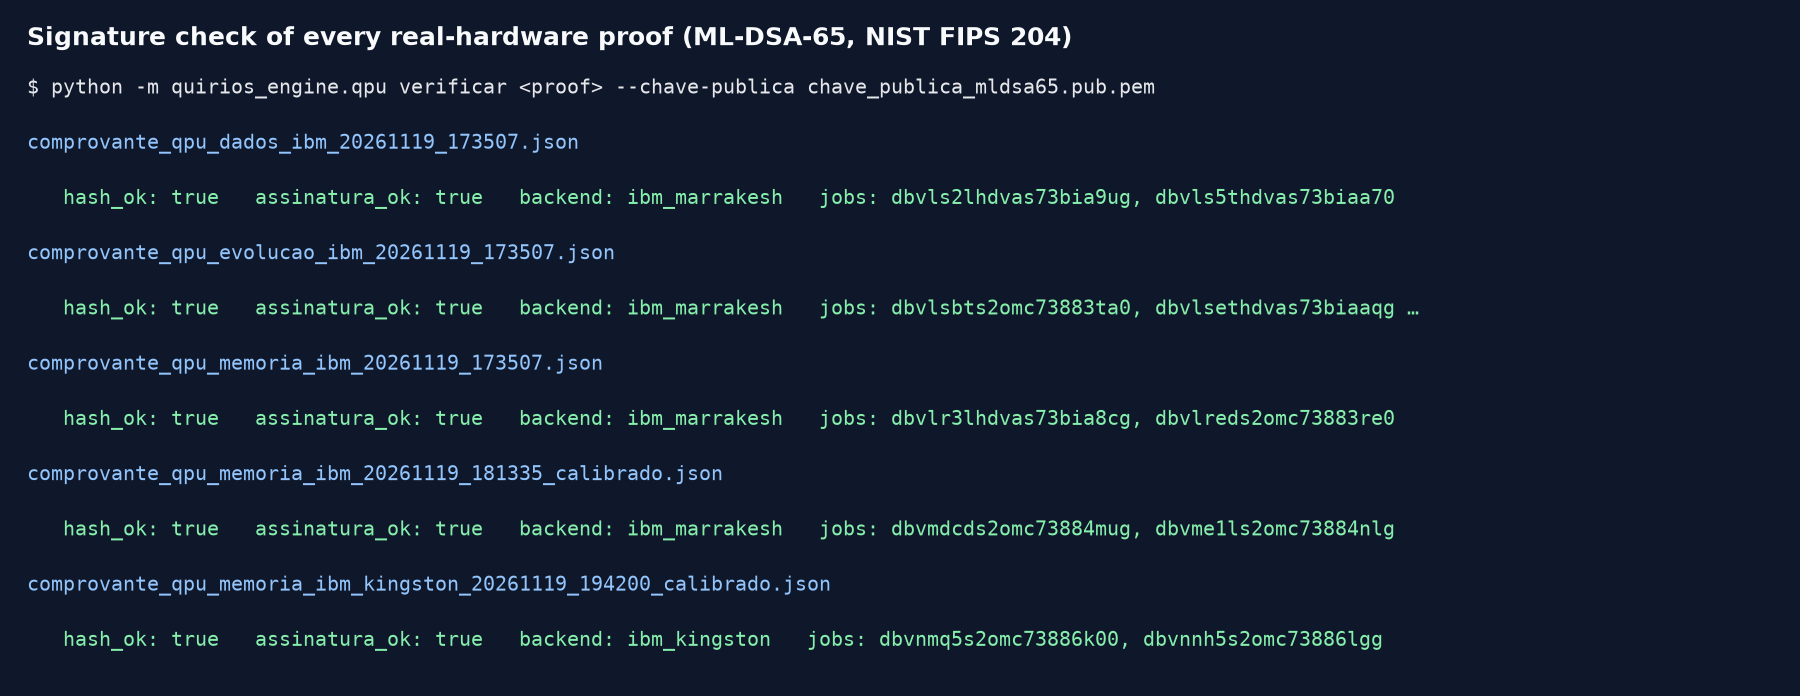 Signature check of every real-hardware proof (ML-DSA-65, NIST FIPS 204)
$ python -m quirios_engine.qpu verificar <proof> --chave-publica chave_publica_mldsa65.pub.pem
comprovante_qpu_dados_ibm_20261119_173507.json
hash_ok: true   assinatura_ok: true   backend: ibm_marrakesh   jobs: dbvls2lhdvas73bia9ug, dbvls5thdvas73biaa70
comprovante_qpu_evolucao_ibm_20261119_173507.json
hash_ok: true   assinatura_ok: true   backend: ibm_marrakesh   jobs: dbvlsbts2omc73883ta0, dbvlsethdvas73biaaqg …
comprovante_qpu_memoria_ibm_20261119_173507.json
hash_ok: true   assinatura_ok: true   backend: ibm_marrakesh   jobs: dbvlr3lhdvas73bia8cg, dbvlreds2omc73883re0
comprovante_qpu_memoria_ibm_20261119_181335_calibrado.json
hash_ok: true   assinatura_ok: true   backend: ibm_marrakesh   jobs: dbvmdcds2omc73884mug, dbvme1ls2omc73884nlg
comprovante_qpu_memoria_ibm_kingston_20261119_194200_calibrado.json
hash_ok: true   assinatura_ok: true   backend: ibm_kingston   jobs: dbvnmq5s2omc73886k00, dbvnnh5s2omc73886lgg